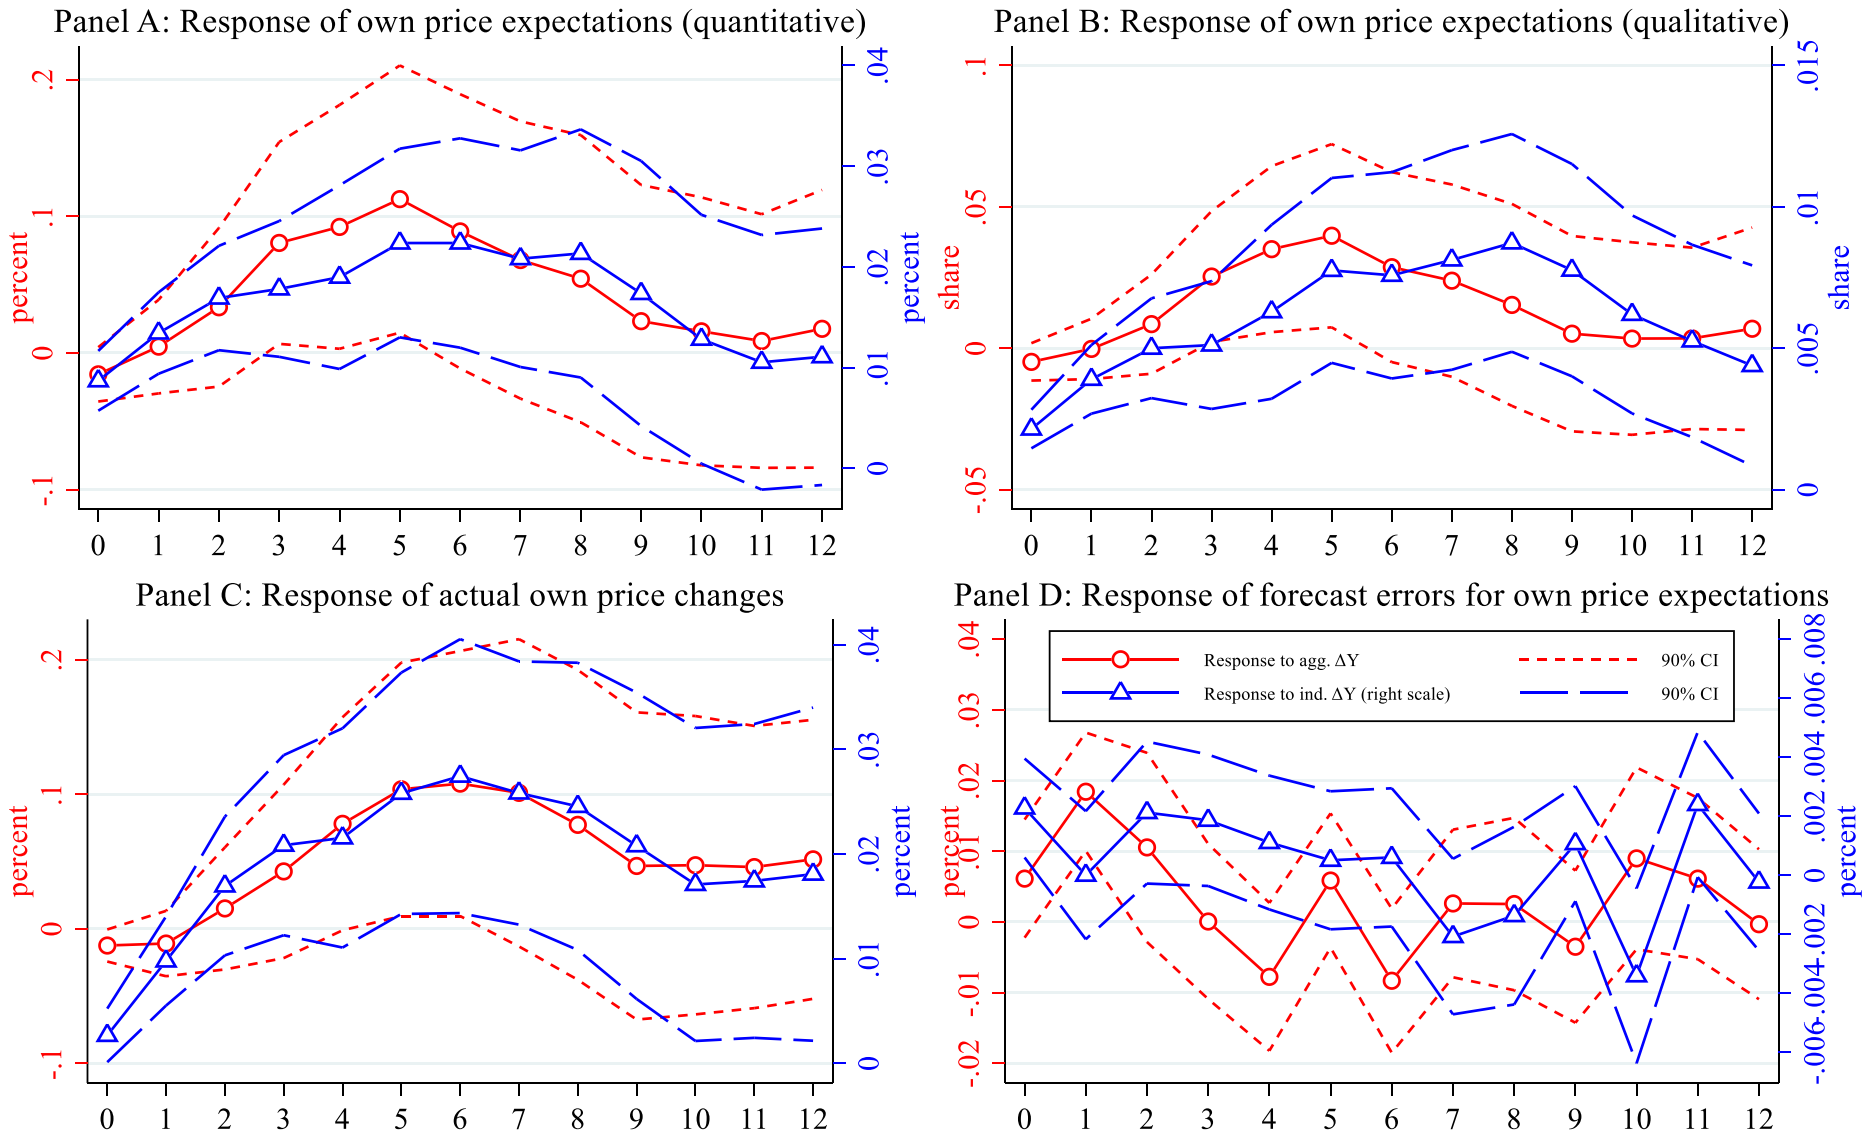 Panel A: Response of own price expectations (quantitative)
.2
.1
0
-.1
percent
.04
.03
.02
.01
0
percent
0 1 2 3 4 5 6 7 8 9 10 11 12
Panel B: Response of own price expectations (qualitative)
.1
.05
0
-.05
share
.015
.01
.005
0
share
0 1 2 3 4 5 6 7 8 9 10 11 12
Panel C: Response of actual own price changes
.2
.1
0
-.1
percent
.04
.03
.02
.01
0
percent
0 1 2 3 4 5 6 7 8 9 10 11 12
Panel D: Response of forecast errors for own price expectations
Response to agg. ΔY
90% CI
Response to ind. ΔY (right scale)
90% CI
.04
.03
.02
.01
0
-.01
-.02
percent
.008
.006
.004
.002
0
-.002
-.004
-.006
percent
0 1 2 3 4 5 6 7 8 9 10 11 12